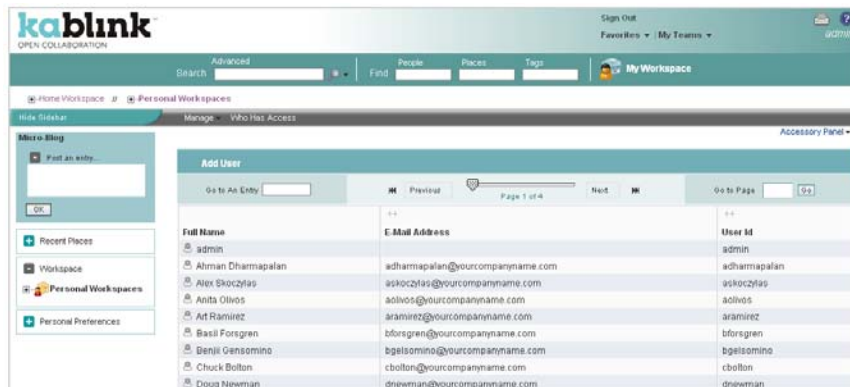 kablink
OPEN COLLABORATION
Sign Out
Favorites My Teams
admin
Advanced
Search
People Places Tags
Find
My Workspace
Home Workspace // Personal Workspaces
Hide Sidebar
Manage Who Has Access
Accessory Panel
Micro-Blog
Post an entry...
OK
Recent Places
Workspace
Personal Workspaces
Personal Preferences
Add User
Go to An Entry
Previous
Page 1 of 4
Next
Go to Page
Go
Full Name E-Mail Address User Id
admin admin
Ahman Dharmapalan adharmapalan@yourcompanyname.com adharmapalan
Alex Skoczylas askoczylas@yourcompanyname.com askoczylas
Anita Olivos aolivos@yourcompanyname.com aolivos
Art Ramirez aramirez@yourcompanyname.com aramirez
Basil Forsgren bforsgren@yourcompanyname.com bforsgren
Benjii Gensomino bgelsomino@yourcompanyname.com bgelsomino
Chuck Bolton cbolton@yourcompanyname.com cbolton
Doug Newman dnewman@yourcompanyname.com dnewman